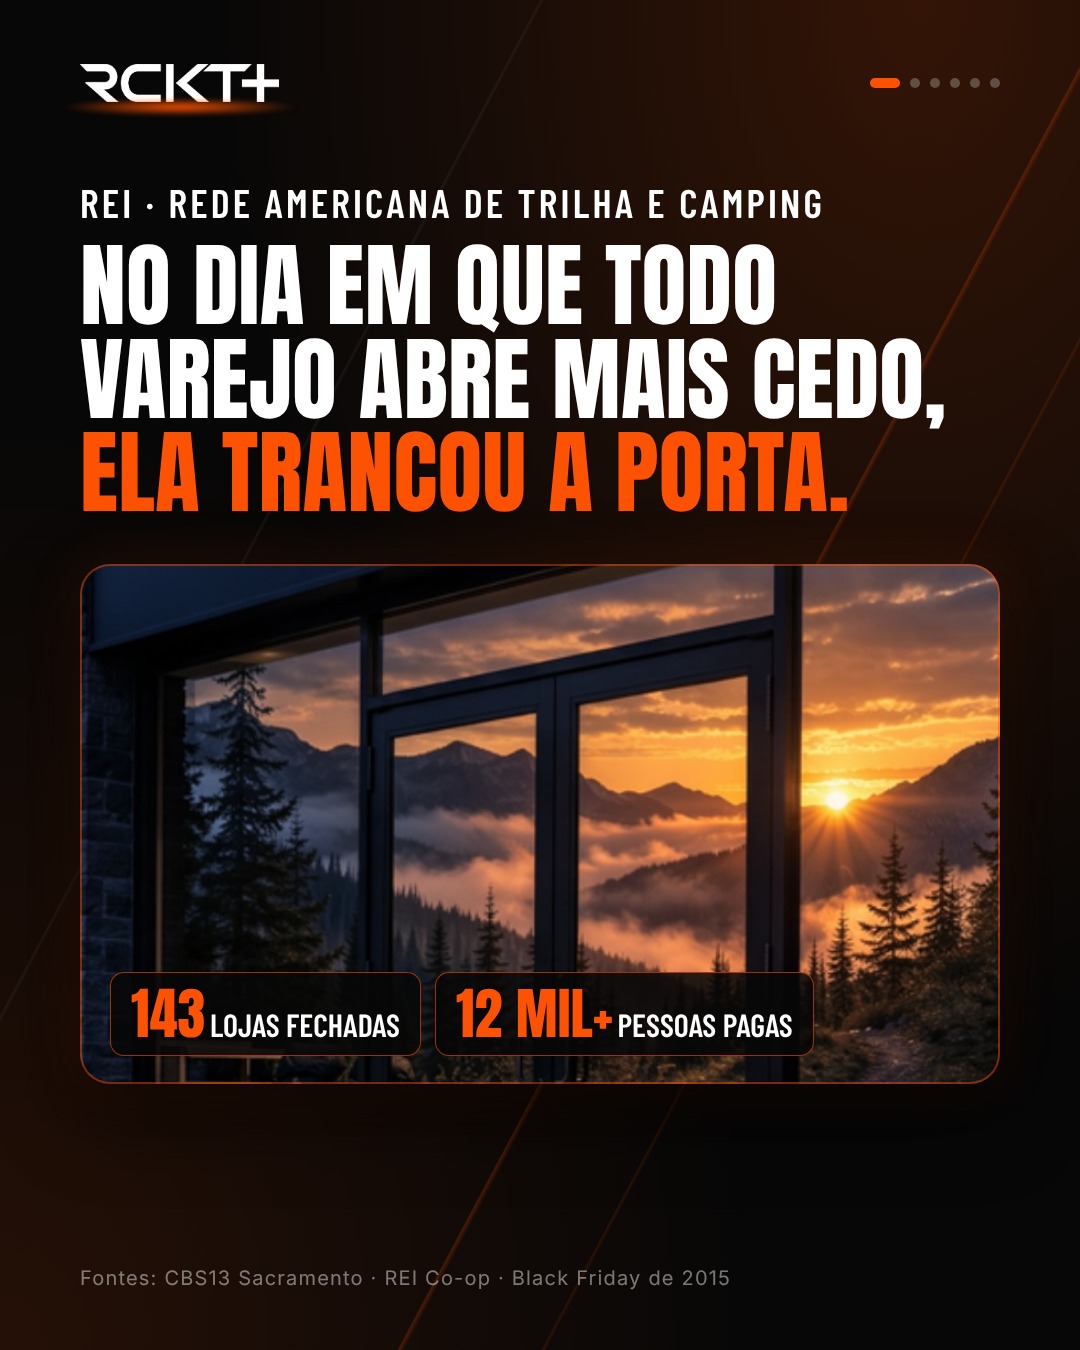 RCKT+
REI · REDE AMERICANA DE TRILHA E CAMPING
NO DIA EM QUE TODO
VAREJO ABRE MAIS CEDO,
ELA TRANCOU A PORTA.
143 LOJAS FECHADAS
12 MIL+ PESSOAS PAGAS
Fontes: CBS13 Sacramento · REI Co-op · Black Friday de 2015